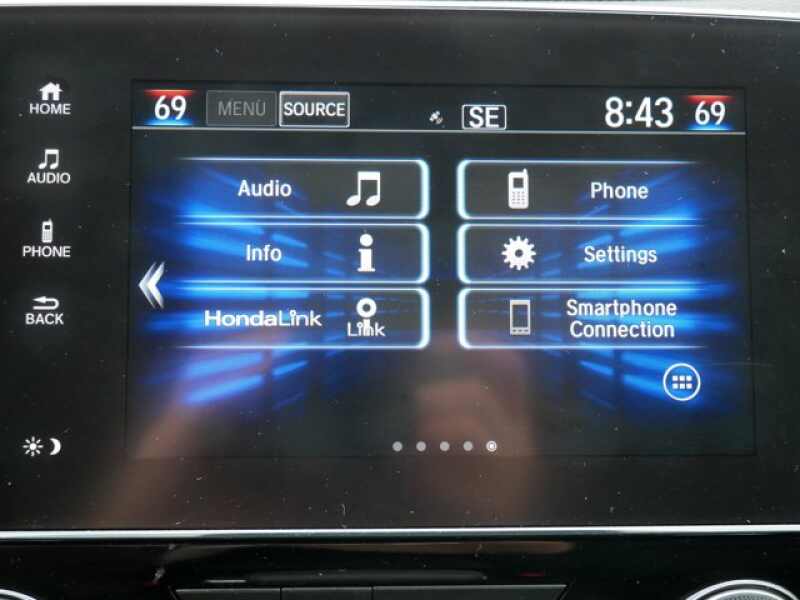 HOME
AUDIO
PHONE
BACK
69 MENU SOURCE SE 8:43 69
Audio Phone
Info Settings
HondaLink Link Smartphone
Connection